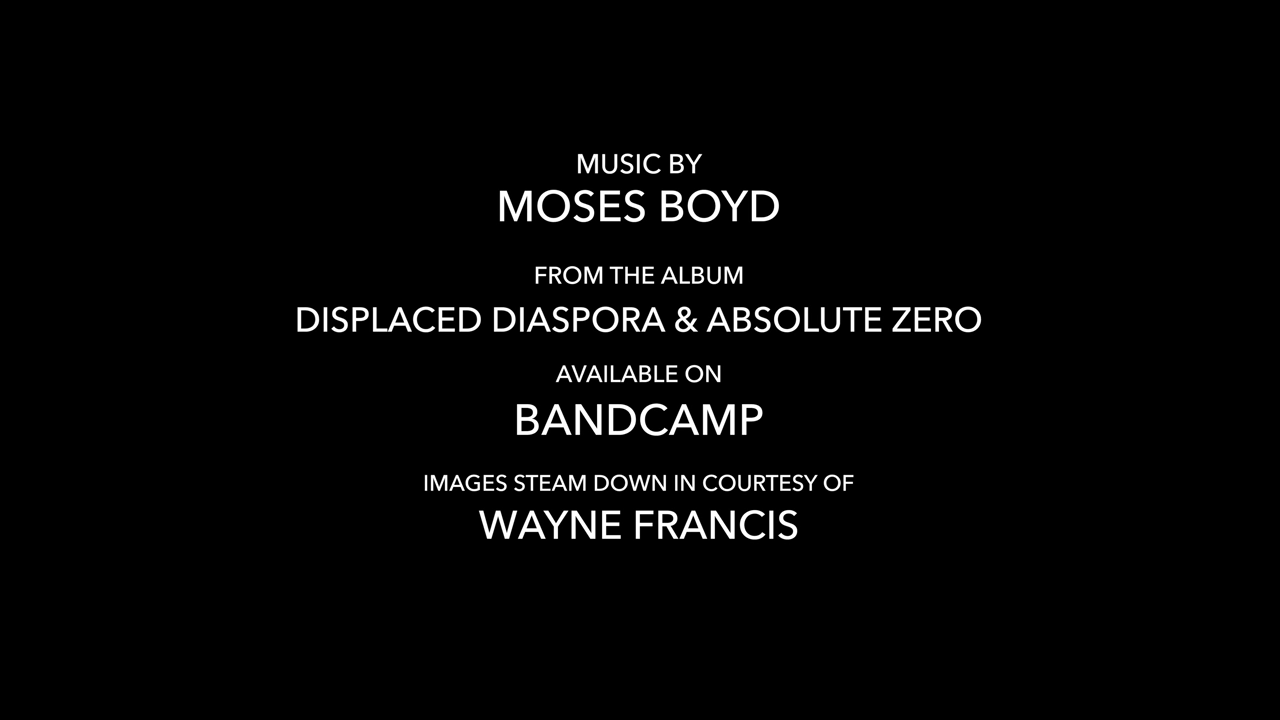 MUSIC BY
MOSES BOYD
FROM THE ALBUM
DISPLACED DIASPORA & ABSOLUTE ZERO
AVAILABLE ON
BANDCAMP
IMAGES STEAM DOWN IN COURTESY OF
WAYNE FRANCIS